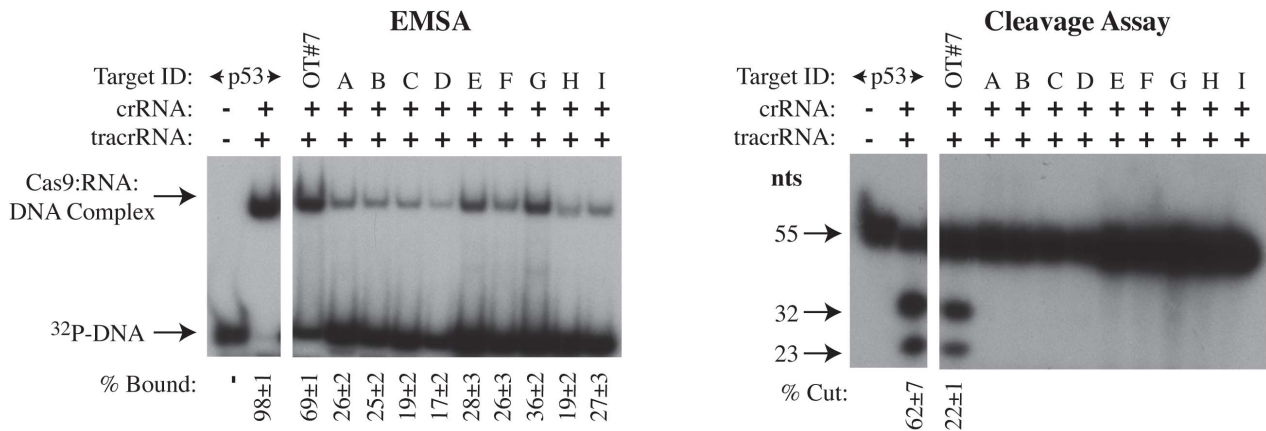 EMSA
Target ID: p53 OT#7 A B C D E F G H I
crRNA: - + + + + + + + + + + +
tracrRNA: - + + + + + + + + + + +
Cas9:RNA:
DNA Complex
32P-DNA
% Bound: - 98±1 69±1 26±2 25±2 19±2 17±2 28±3 26±3 36±2 19±2 27±3
Cleavage Assay
Target ID: p53 OT#7 A B C D E F G H I
crRNA: - + + + + + + + + + + +
tracrRNA: - + + + + + + + + + + +
nts
55
32
23
% Cut: 62±7 22±1